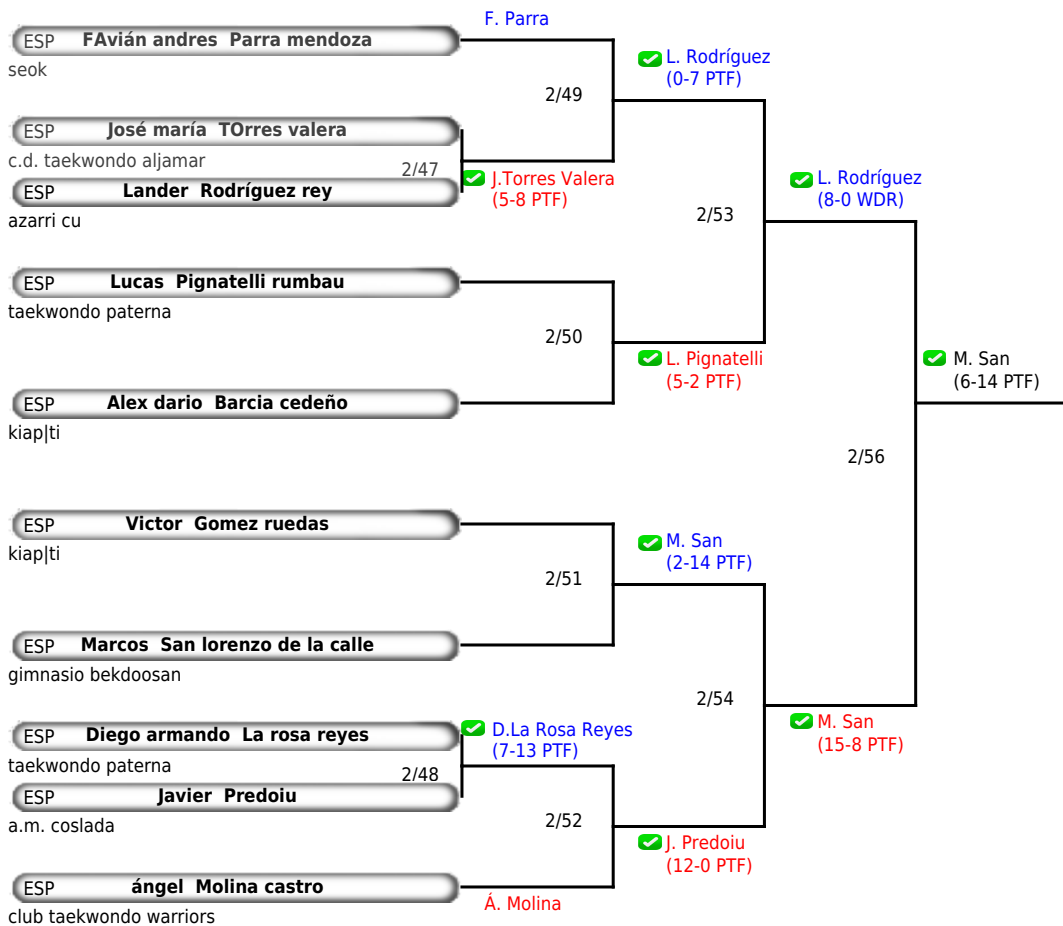 F. Parra
ESP FAvián andres Parra mendoza
seok
L. Rodríguez
(0-7 PTF)
2/49
ESP José maría TOrres valera
c.d. taekwondo aljamar
2/47
J.Torres Valera
(5-8 PTF)
ESP Lander Rodríguez rey
azarri cu
L. Rodríguez
(8-0 WDR)
2/53
ESP Lucas Pignatelli rumbau
taekwondo paterna
2/50
L. Pignatelli
(5-2 PTF)
M. San
(6-14 PTF)
ESP Alex dario Barcia cedeño
kiap|ti
2/56
ESP Victor Gomez ruedas
kiap|ti
M. San
(2-14 PTF)
2/51
ESP Marcos San lorenzo de la calle
gimnasio bekdoosan
2/54
M. San
(15-8 PTF)
ESP Diego armando La rosa reyes
taekwondo paterna
D.La Rosa Reyes
(7-13 PTF)
2/48
ESP Javier Predoiu
a.m. coslada
2/52
J. Predoiu
(12-0 PTF)
ESP ángel Molina castro
club taekwondo warriors
Á. Molina